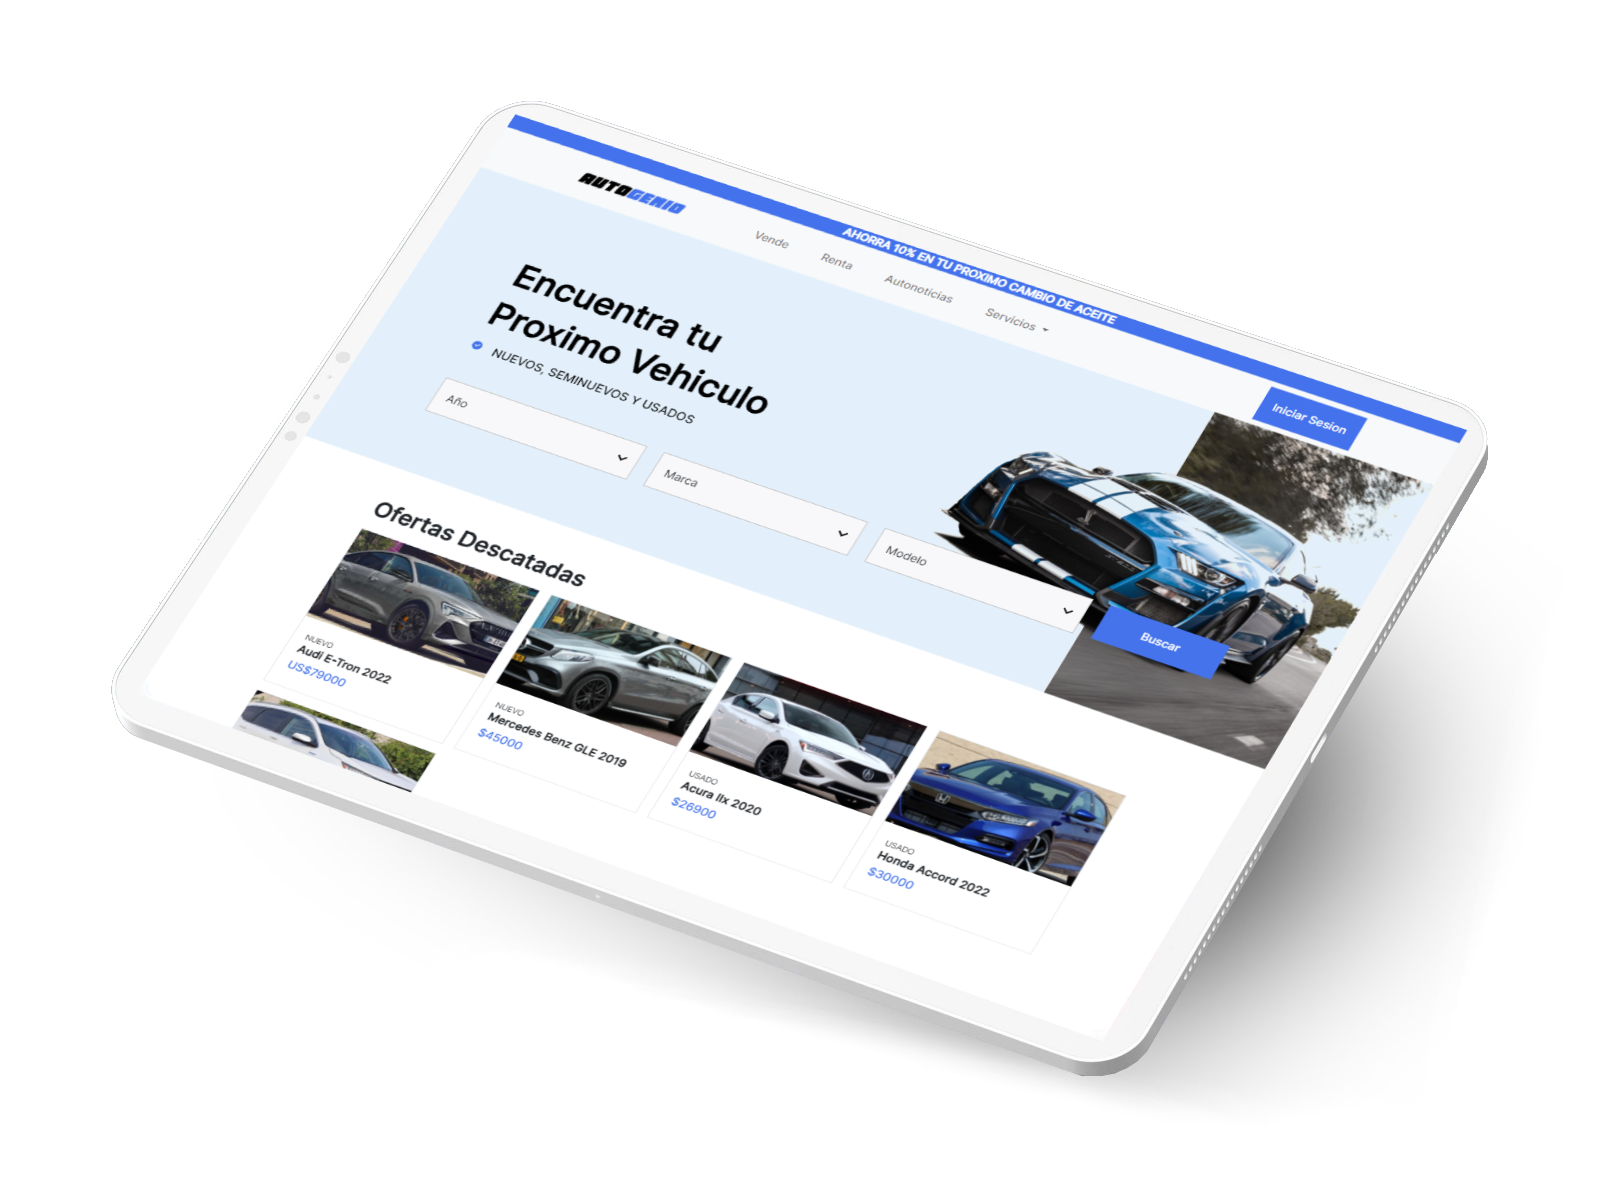 AHORRA 10% EN TU PROXIMO CAMBIO DE ACEITE
AUTOGENIO
Vende
Renta
Autonoticias
Servicios
Iniciar Sesion
Encuentra tu
Proximo Vehiculo
NUEVOS, SEMINUEVOS Y USADOS
Año
Marca
Modelo
Buscar
Ofertas Descatadas
NUEVO
Audi E-Tron 2022
US$79000
NUEVO
Mercedes Benz GLE 2019
$45000
USADO
Acura Ilx 2020
$26900
USADO
Honda Accord 2022
$30000